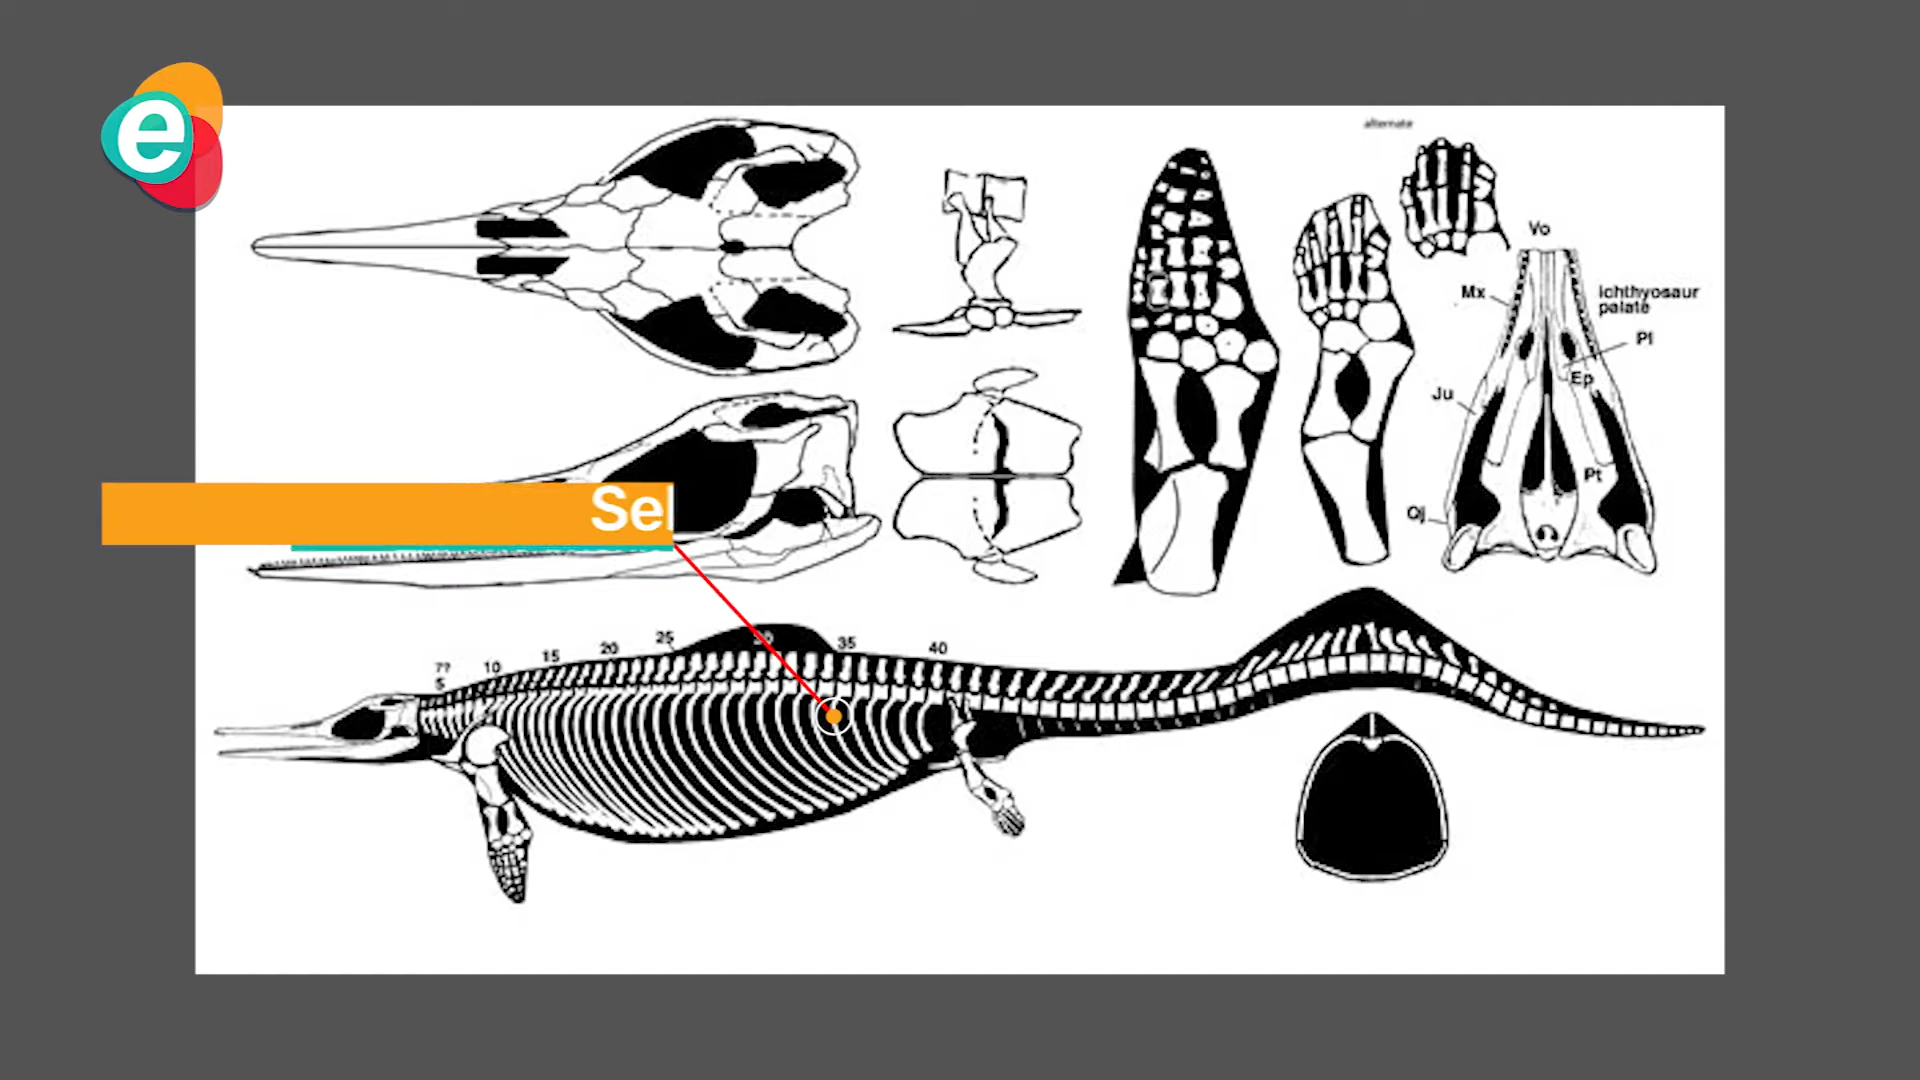 e
alternate
Vo
Mx
ichthyosaur
palate
Pl
Ep
Ju
Pt
Qj
Sel
25
35
40
20
15
10
??
5